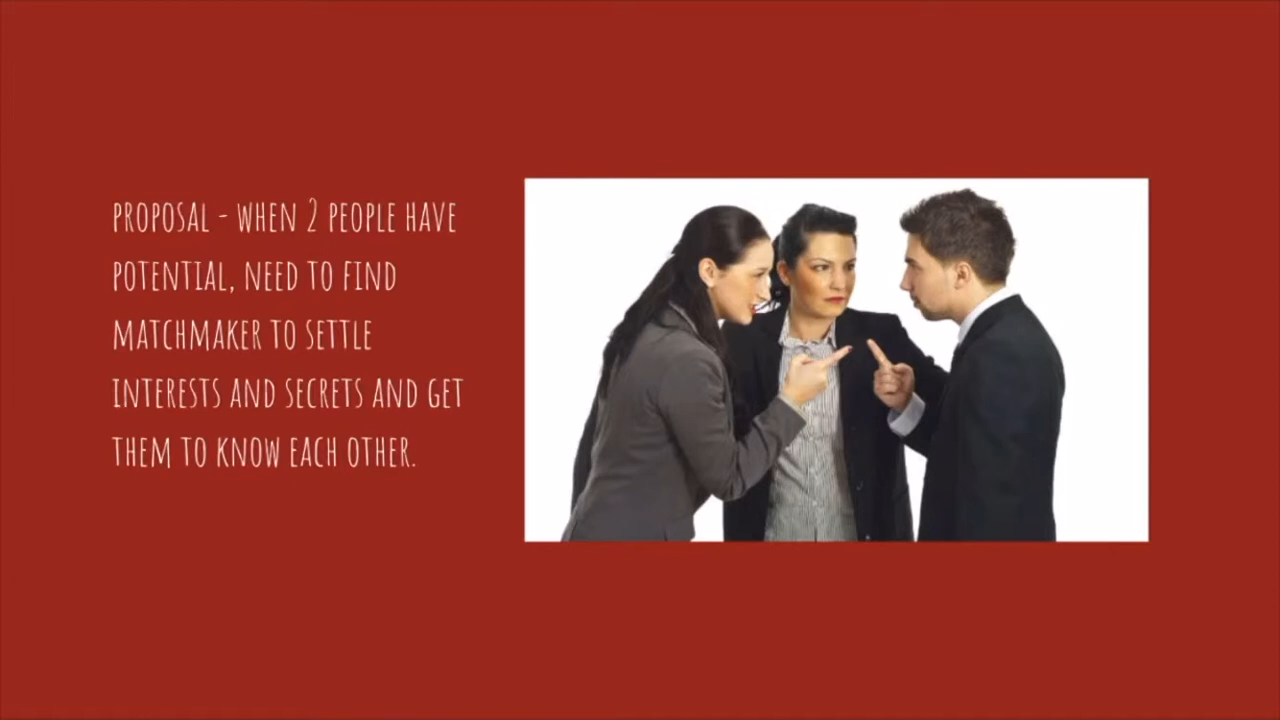 PROPOSAL - WHEN 2 PEOPLE HAVE
POTENTIAL, NEED TO FIND
MATCHMAKER TO SETTLE
INTERESTS AND SECRETS AND GET
THEM TO KNOW EACH OTHER.